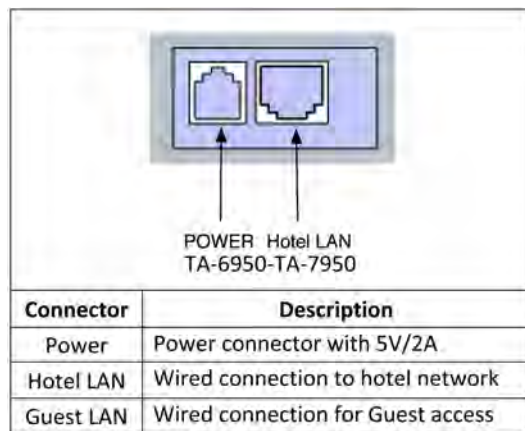 POWER Hotel LAN
TA-6950-TA-7950
Connector Description
Power Power connector with 5V/2A
Hotel LAN Wired connection to hotel network
Guest LAN Wired connection for Guest access